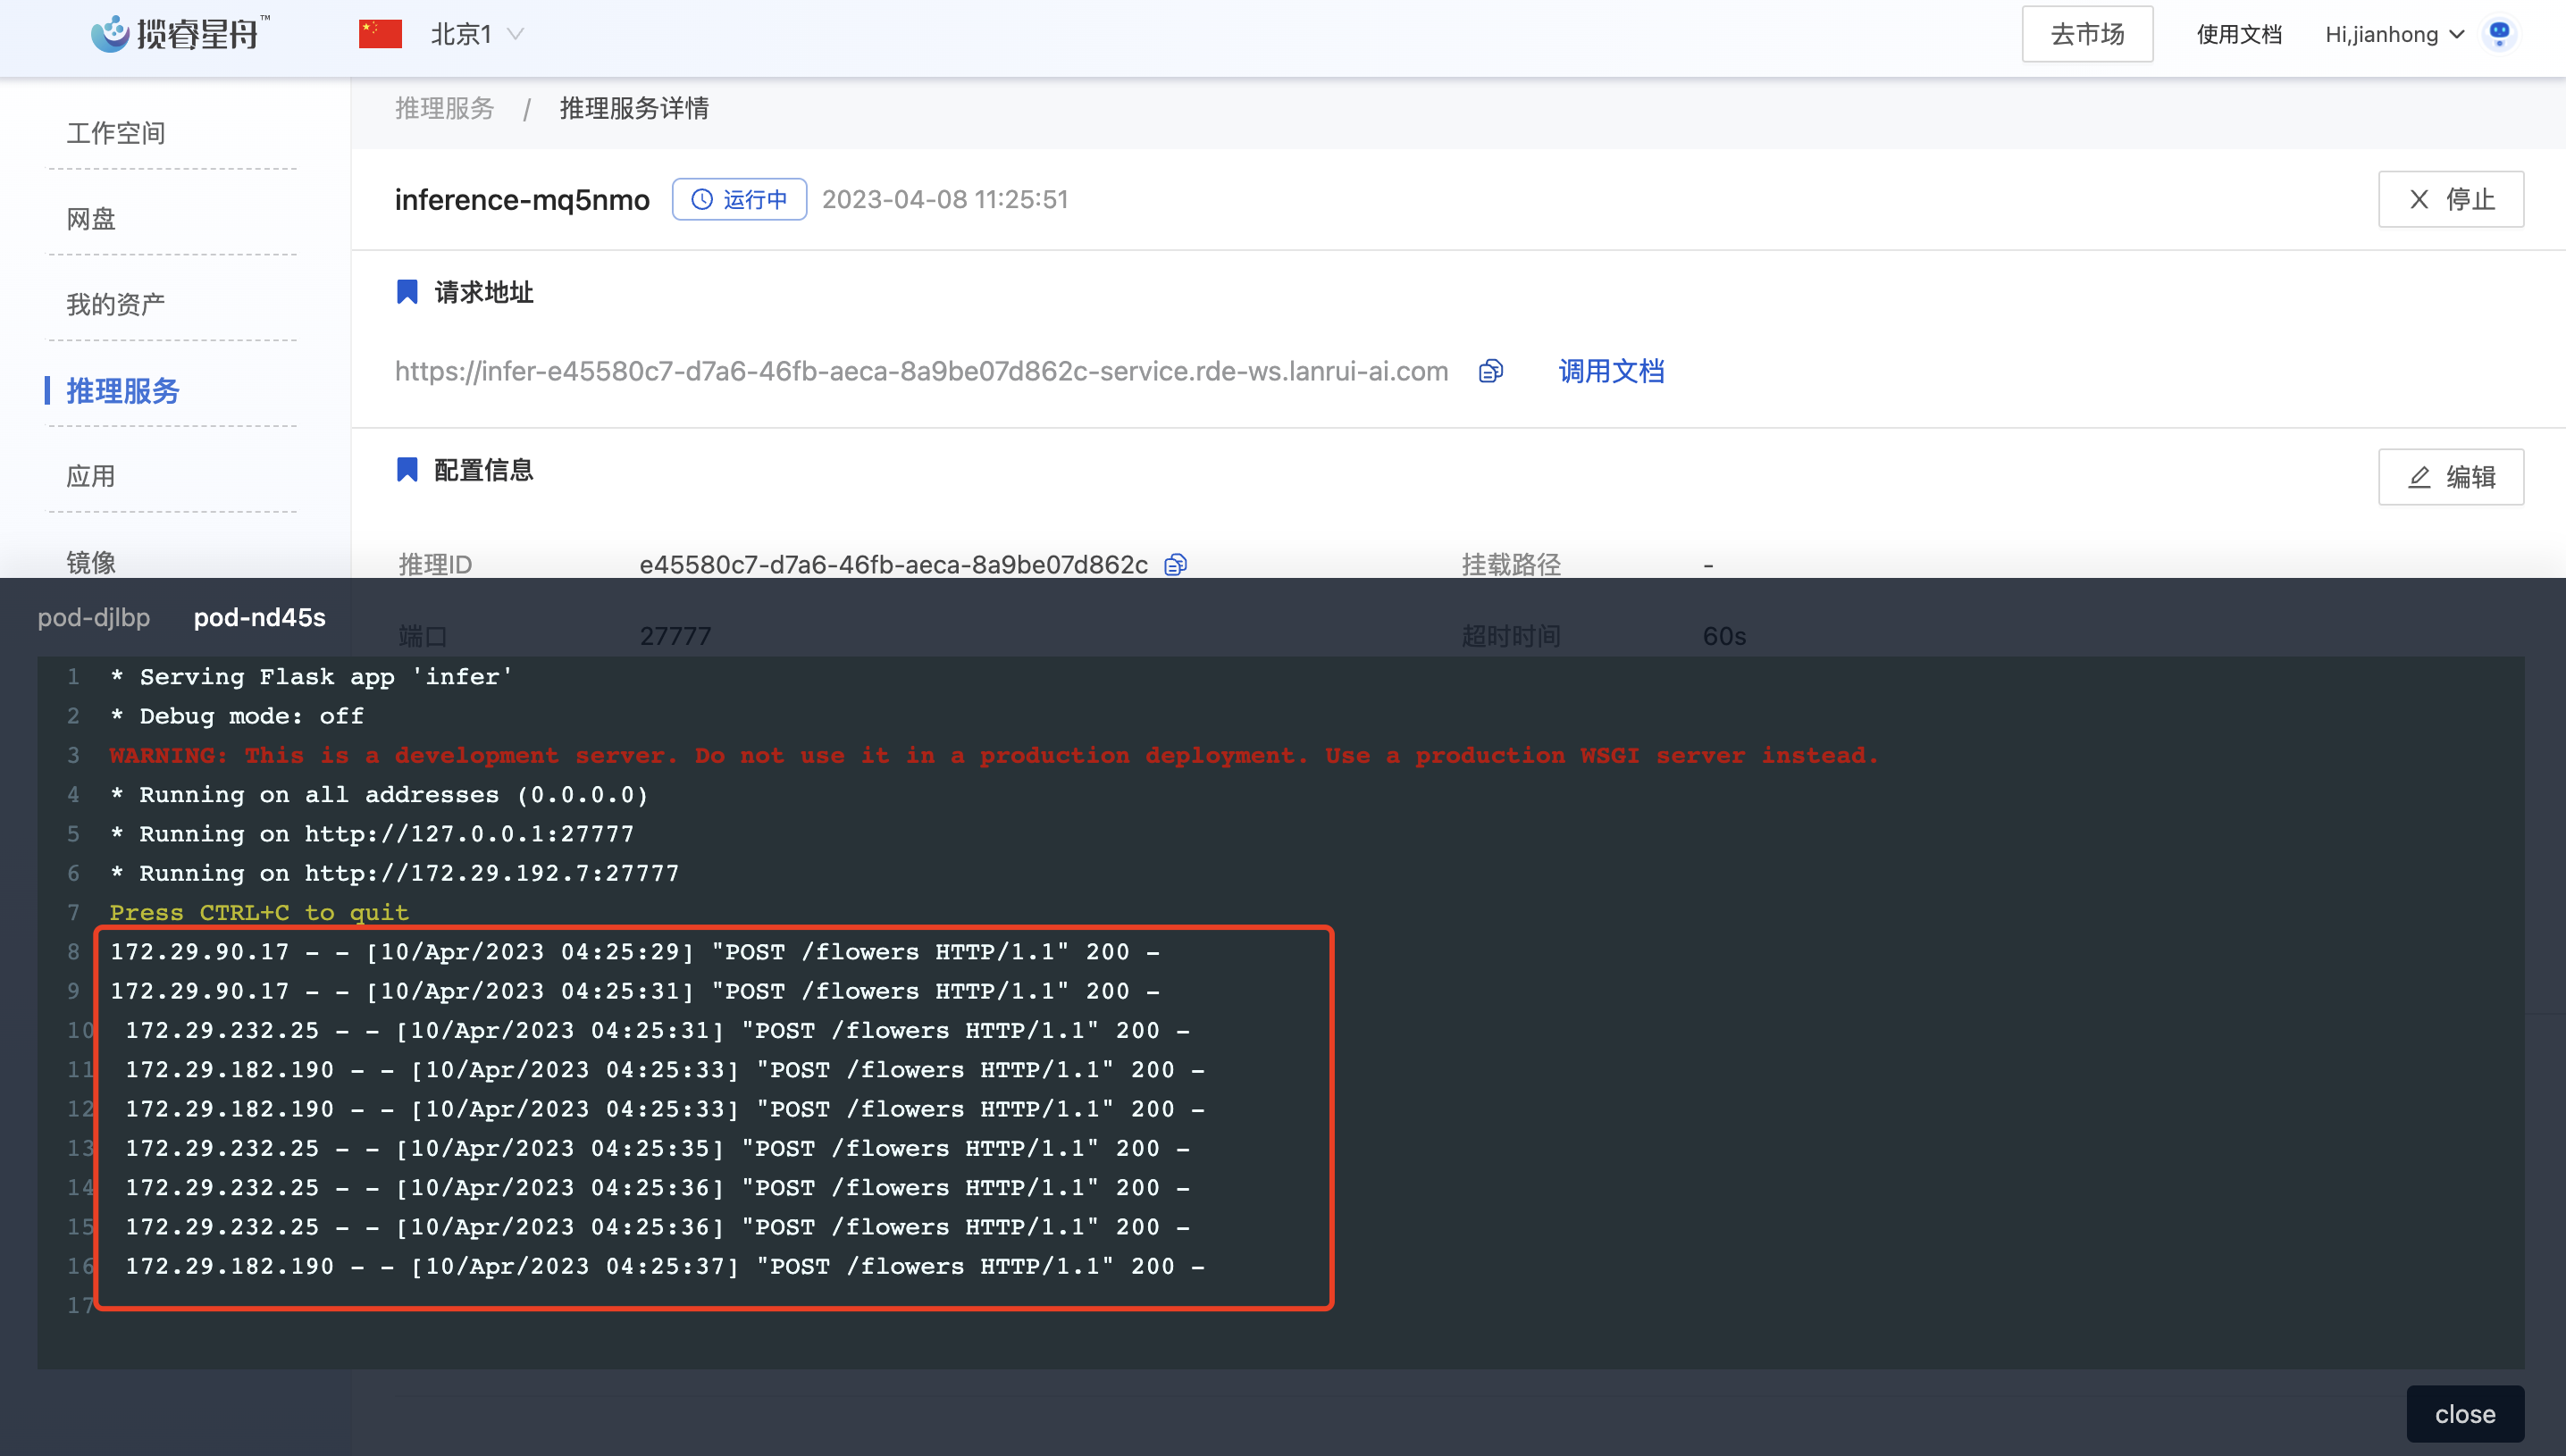 揽睿星舟™
北京1
去市场
使用文档
Hi,jianhong
工作空间
网盘
我的资产
推理服务
应用
镜像
推理服务 / 推理服务详情
inference-mq5nmo
运行中
2023-04-08 11:25:51
停止
请求地址
https://infer-e45580c7-d7a6-46fb-aeca-8a9be07d862c-service.rde-ws.lanrui-ai.com
调用文档
配置信息
编辑
推理ID e45580c7-d7a6-46fb-aeca-8a9be07d862c
挂载路径 -
端口 27777
超时时间 60s
pod-djlbp pod-nd45s
1 * Serving Flask app 'infer'
2 * Debug mode: off
3 WARNING: This is a development server. Do not use it in a production deployment. Use a production WSGI server instead.
4 * Running on all addresses (0.0.0.0)
5 * Running on http://127.0.0.1:27777
6 * Running on http://172.29.192.7:27777
7 Press CTRL+C to quit
8 172.29.90.17 - - [10/Apr/2023 04:25:29] "POST /flowers HTTP/1.1" 200 -
9 172.29.90.17 - - [10/Apr/2023 04:25:31] "POST /flowers HTTP/1.1" 200 -
10 172.29.232.25 - - [10/Apr/2023 04:25:31] "POST /flowers HTTP/1.1" 200 -
11 172.29.182.190 - - [10/Apr/2023 04:25:33] "POST /flowers HTTP/1.1" 200 -
12 172.29.182.190 - - [10/Apr/2023 04:25:33] "POST /flowers HTTP/1.1" 200 -
13 172.29.232.25 - - [10/Apr/2023 04:25:35] "POST /flowers HTTP/1.1" 200 -
14 172.29.232.25 - - [10/Apr/2023 04:25:36] "POST /flowers HTTP/1.1" 200 -
15 172.29.232.25 - - [10/Apr/2023 04:25:36] "POST /flowers HTTP/1.1" 200 -
16 172.29.182.190 - - [10/Apr/2023 04:25:37] "POST /flowers HTTP/1.1" 200 -
17
close